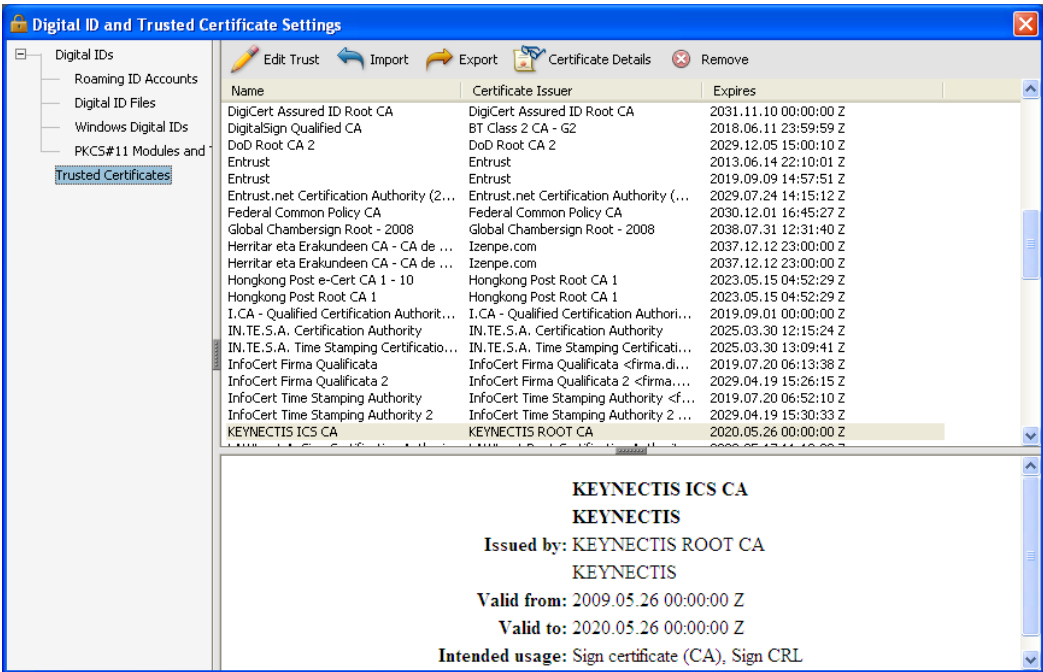 Digital ID and Trusted Certificate Settings
Digital IDs
Roaming ID Accounts
Digital ID Files
Windows Digital IDs
PKCS#11 Modules and
Trusted Certificates
Edit Trust Import Export Certificate Details Remove
Name Certificate Issuer Expires
DigiCert Assured ID Root CA DigiCert Assured ID Root CA 2031.11.10 00:00:00 Z
DigitalSign Qualified CA BT Class 2 CA - G2 2018.06.11 23:59:59 Z
DoD Root CA 2 DoD Root CA 2 2029.12.05 15:00:10 Z
Entrust Entrust 2013.06.14 22:10:01 Z
Entrust Entrust 2019.09.09 14:57:51 Z
Entrust.net Certification Authority (2... Entrust.net Certification Authority (... 2029.07.24 14:15:12 Z
Federal Common Policy CA Federal Common Policy CA 2030.12.01 16:45:27 Z
Global Chambersign Root - 2008 Global Chambersign Root - 2008 2038.07.31 12:31:40 Z
Herritar eta Erakundeen CA - CA de ... Izenpe.com 2037.12.12 23:00:00 Z
Herritar eta Erakundeen CA - CA de ... Izenpe.com 2037.12.12 23:00:00 Z
Hongkong Post e-Cert CA 1 - 10 Hongkong Post Root CA 1 2023.05.15 04:52:29 Z
Hongkong Post Root CA 1 Hongkong Post Root CA 1 2023.05.15 04:52:29 Z
I.CA - Qualified Certification Authorit... I.CA - Qualified Certification Authori... 2019.09.01 00:00:00 Z
IN.TE.S.A. Certification Authority IN.TE.S.A. Certification Authority 2025.03.30 12:15:24 Z
IN.TE.S.A. Time Stamping Certificatio... IN.TE.S.A. Time Stamping Certificati... 2025.03.30 13:09:41 Z
InfoCert Firma Qualificata InfoCert Firma Qualificata <firma.di... 2019.07.20 06:13:38 Z
InfoCert Firma Qualificata 2 InfoCert Firma Qualificata 2 <firma.... 2029.04.19 15:26:15 Z
InfoCert Time Stamping Authority InfoCert Time Stamping Authority <f... 2019.07.20 06:52:10 Z
InfoCert Time Stamping Authority 2 InfoCert Time Stamping Authority 2 ... 2029.04.19 15:30:33 Z
KEYNECTIS ICS CA KEYNECTIS ROOT CA 2020.05.26 00:00:00 Z
KEYNECTIS ICS CA
KEYNECTIS
Issued by: KEYNECTIS ROOT CA
KEYNECTIS
Valid from: 2009.05.26 00:00:00 Z
Valid to: 2020.05.26 00:00:00 Z
Intended usage: Sign certificate (CA), Sign CRL